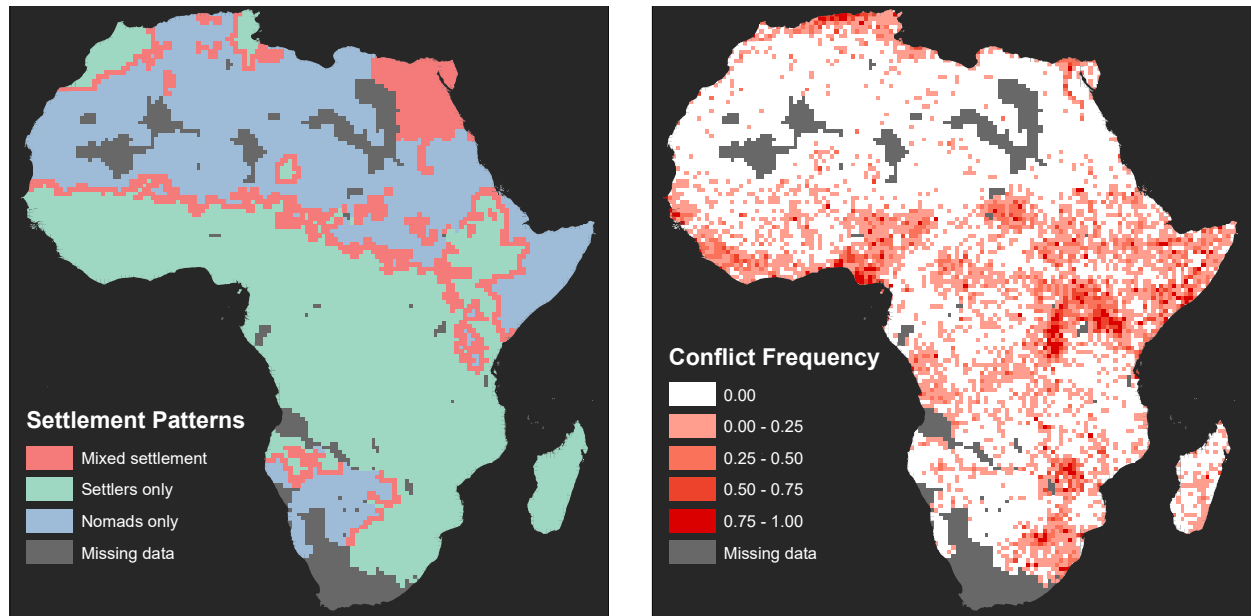 Settlement Patterns
Mixed settlement
Settlers only
Nomads only
Missing data
Conflict Frequency
0.00
0.00 - 0.25
0.25 - 0.50
0.50 - 0.75
0.75 - 1.00
Missing data